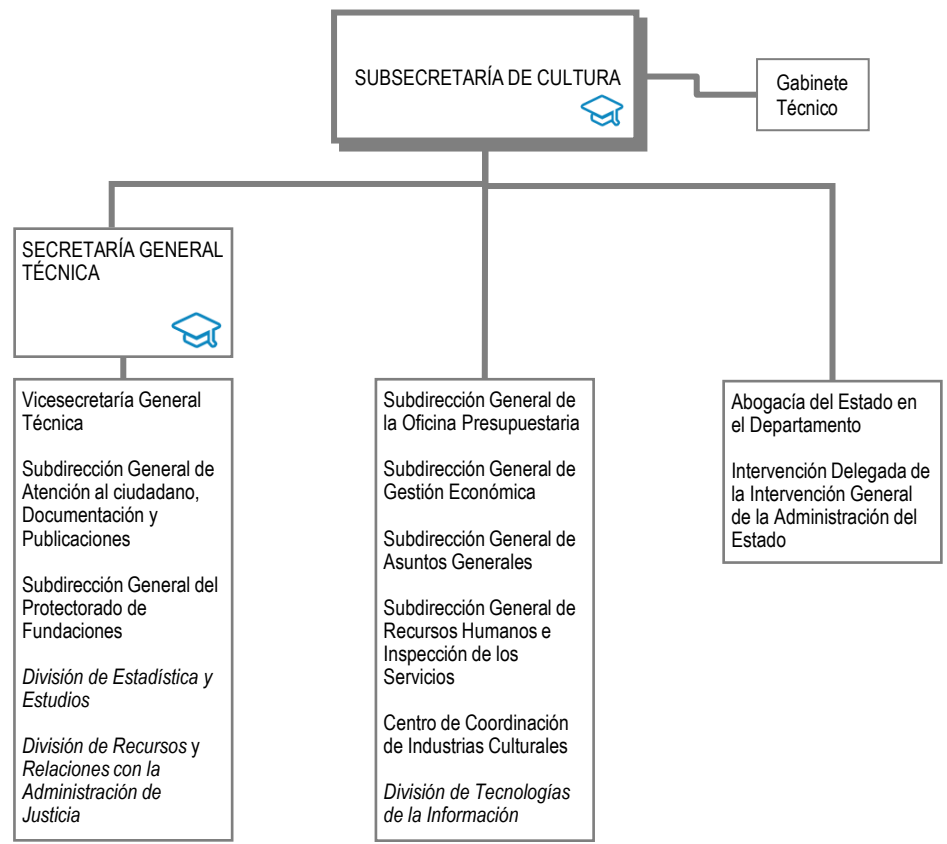 SUBSECRETARÍA DE CULTURA
Gabinete
Técnico
SECRETARÍA GENERAL
TÉCNICA
Vicesecretaría General
Técnica
Subdirección General de
Atención al ciudadano,
Documentación y
Publicaciones
Subdirección General del
Protectorado de
Fundaciones
División de Estadística y
Estudios
División de Recursos y
Relaciones con la
Administración de
Justicia
Subdirección General de
la Oficina Presupuestaria
Subdirección General de
Gestión Económica
Subdirección General de
Asuntos Generales
Subdirección General de
Recursos Humanos e
Inspección de los
Servicios
Centro de Coordinación
de Industrias Culturales
División de Tecnologías
de la Información
Abogacía del Estado en
el Departamento
Intervención Delegada de
la Intervención General
de la Administración del
Estado